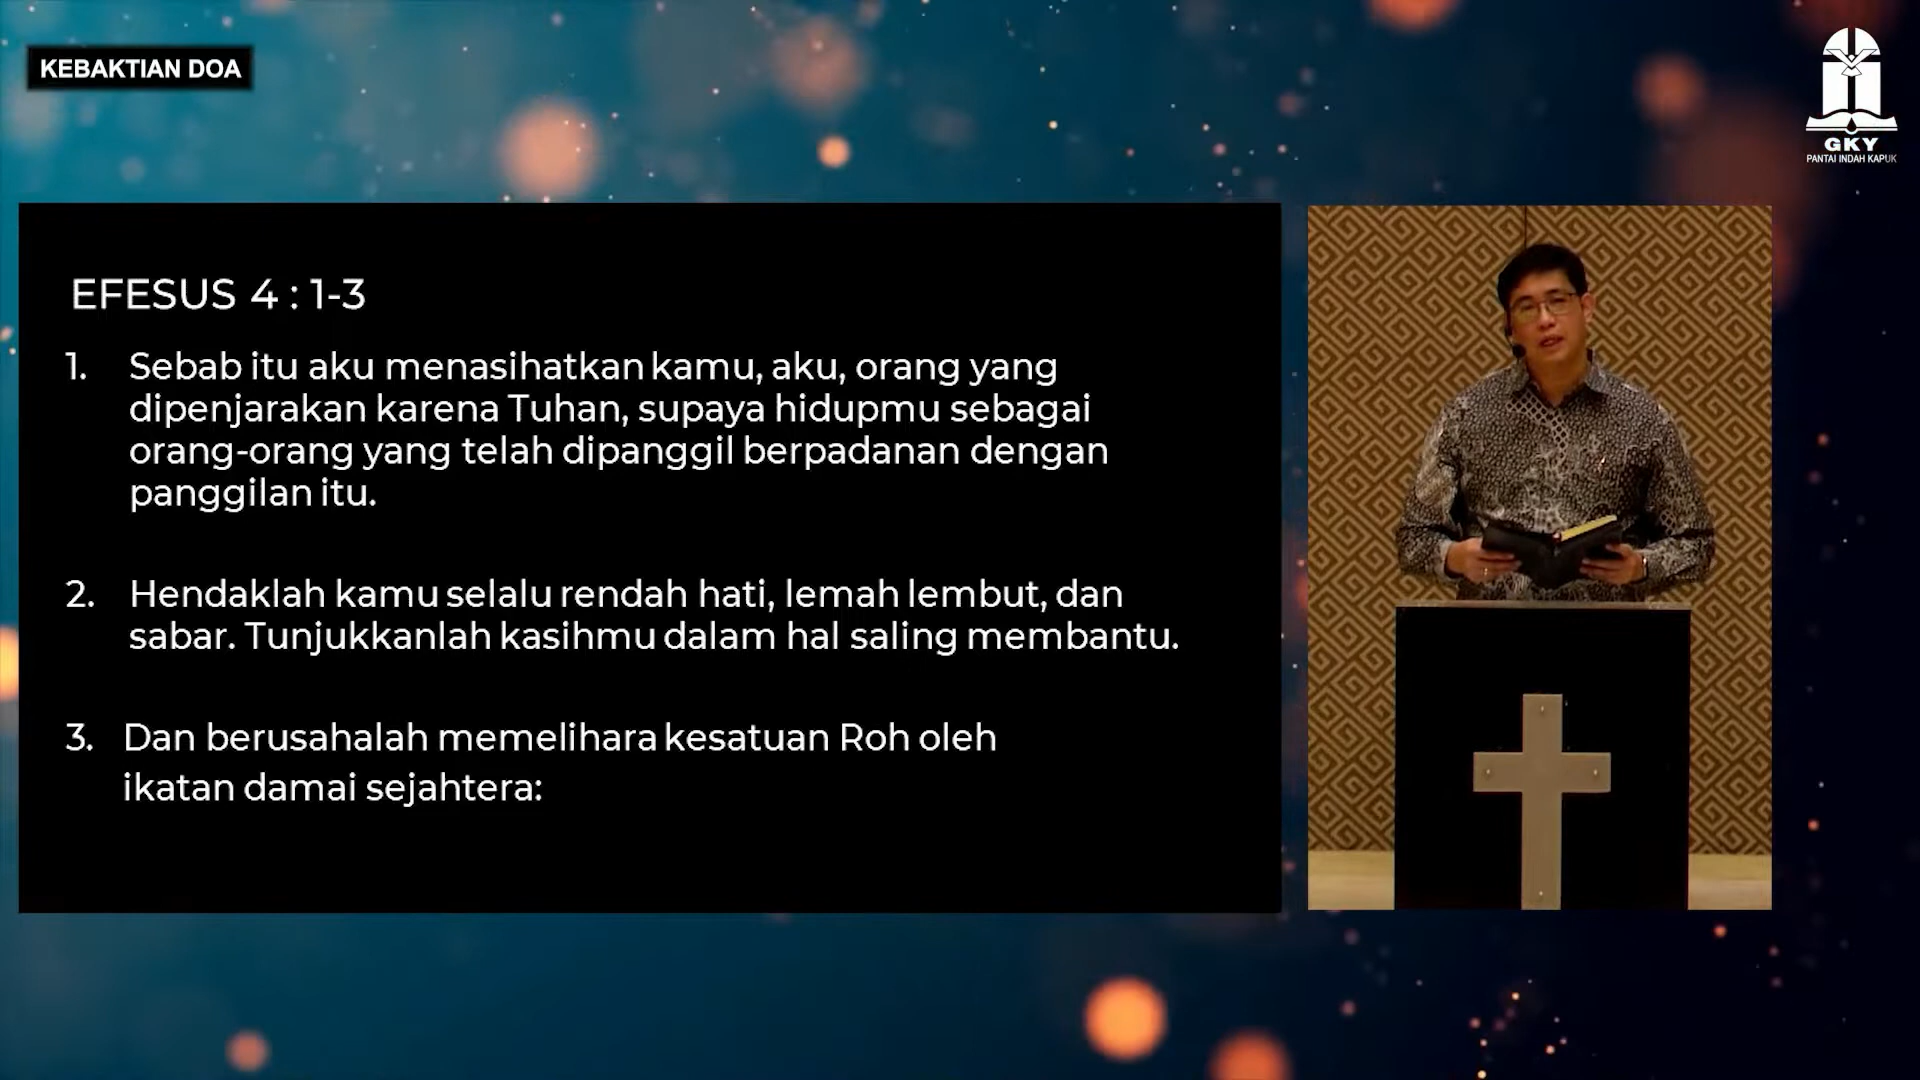 KEBAKTIAN DOA
GKY
PANTAI INDAH KAPUK
EFESUS 4 : 1-3
1. Sebab itu aku menasihatkan kamu, aku, orang yang
dipenjarakan karena Tuhan, supaya hidupmu sebagai
orang-orang yang telah dipanggil berpadanan dengan
panggilan itu.
2. Hendaklah kamu selalu rendah hati, lemah lembut, dan
sabar. Tunjukkanlah kasihmu dalam hal saling membantu.
3. Dan berusahalah memelihara kesatuan Roh oleh
ikatan damai sejahtera: